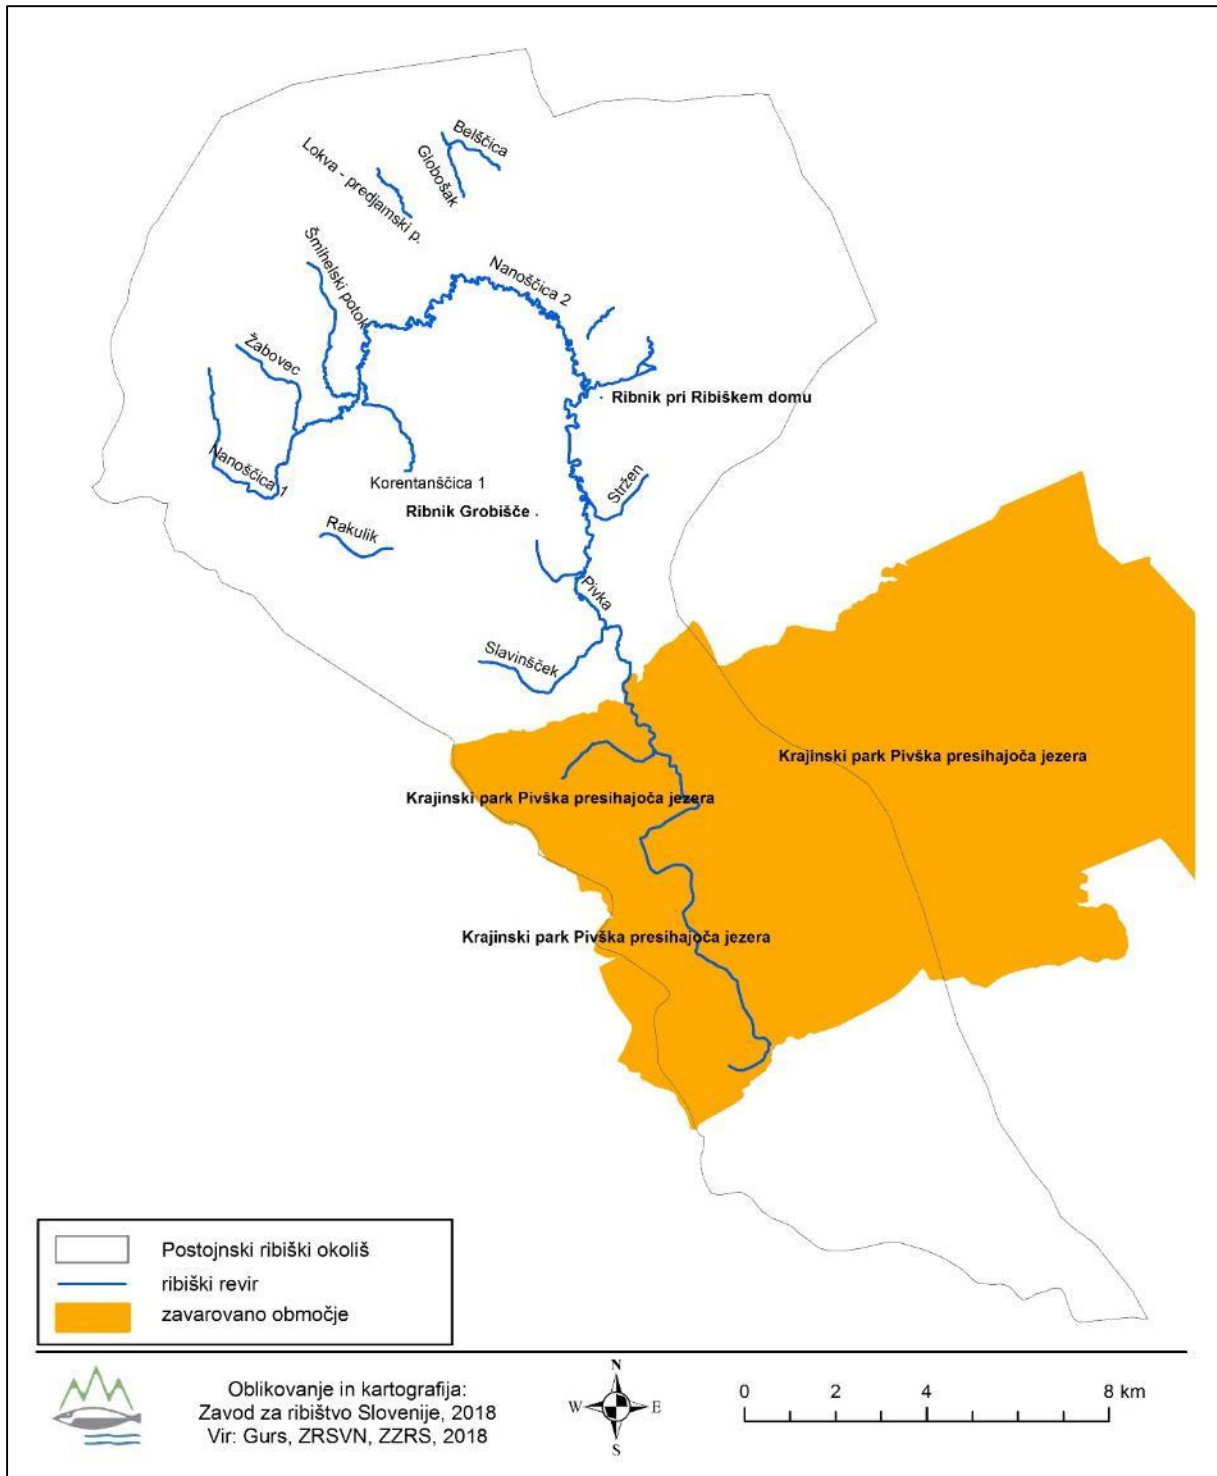 Belščica
Globošak
Lokva - predjamski p.
Šmihelski potok
Nanoščica 2
Žabovec
Ribnik pri Ribiškem domu
Nanoščica 1
Korentanščica 1
Stržen
Ribnik Grobišče
Rakulik
Pivka
Slavinšček
Krajinski park Pivška presihajoča jezera
Krajinski park Pivška presihajoča jezera
Krajinski park Pivška presihajoča jezera
Postojnski ribiški okoliš
ribiški revir
zavarovano območje
Oblikovanje in kartografija:
Zavod za ribištvo Slovenije, 2018
Vir: Gurs, ZRSVN, ZZRS, 2018
N
W E
S
0 2 4 8 km